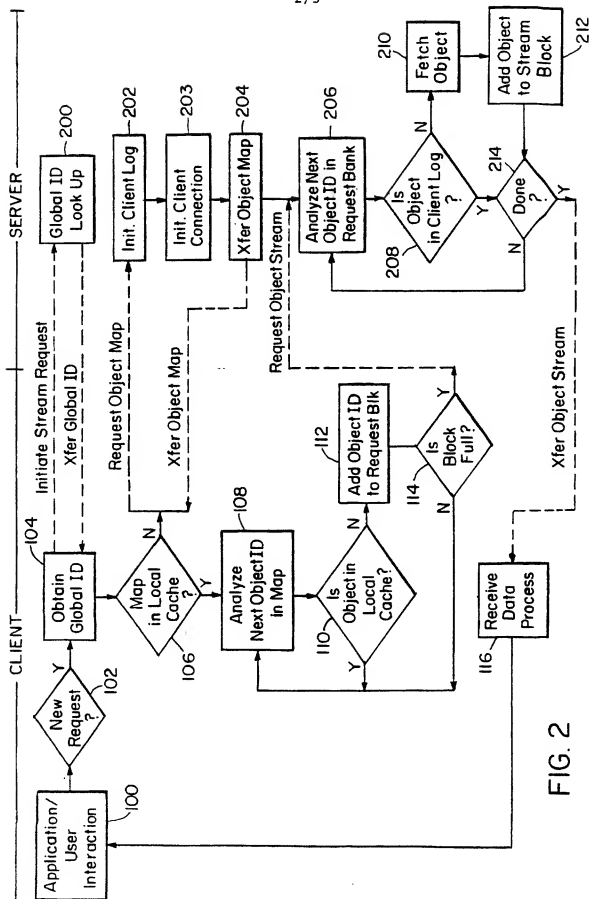 2/3
CLIENT
SERVER
Application/
User
Interaction
100
New
Request
?
102
Y
Obtain
Global ID
104
Initiate Stream Request
Xfer Global ID
Global ID
Look Up
200
Map
in Local
Cache
?
106
N
Y
Request Object Map
Xfer Object Map
Init. Client Log
202
Init. Client
Connection
203
Xfer Object Map
204
Analyze
Next Object ID
in Map
108
Is
Object in
Local
Cache?
110
Y
N
Add Object ID
to Request Blk
112
Is
Block
Full?
114
N
Y
Request Object Stream
Analyze Next
Object ID in
Request Bank
206
Is
Object
in Client Log
?
208
N
Y
Fetch
Object
210
Add Object
to Stream
Block
212
Done
?
214
N
Y
Xfer Object Stream
Receive
Data
Process
116
FIG. 2